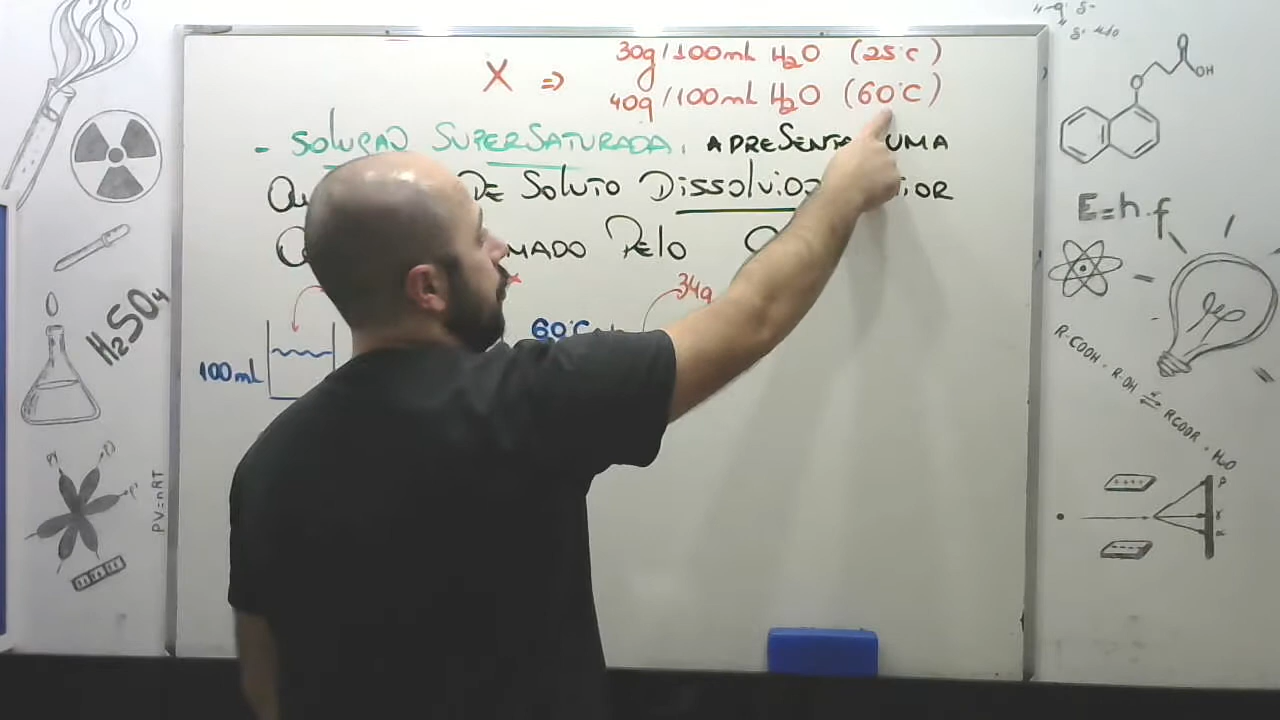 X ⇒ 30g/100mL H₂O (25°C)
40g/100mL H₂O (60°C)
- SOLUÇÃO SUPERSATURADA. APRESENTA UMA
DE SOLUTO DISSOLVIDO
PELO
34g
60°C
100mL
H₂SO₄
PV=nRT
OH
O
O
E=h.f
R-COOH + R-OH ⇌ RCOOR + H₂O
++++
----